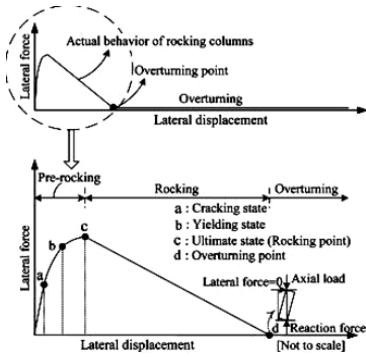 Lateral force
Actual behavior of rocking columns
Overturning point
Overturning
Lateral displacement
Pre-rocking
Rocking
Overturning
a : Cracking state
b : Yielding state
c : Ultimate state (Rocking point)
d : Overturning point
c
b
a
Lateral force
Lateral force=0
Axial load
d
Reaction force
Lateral displacement
[Not to scale]